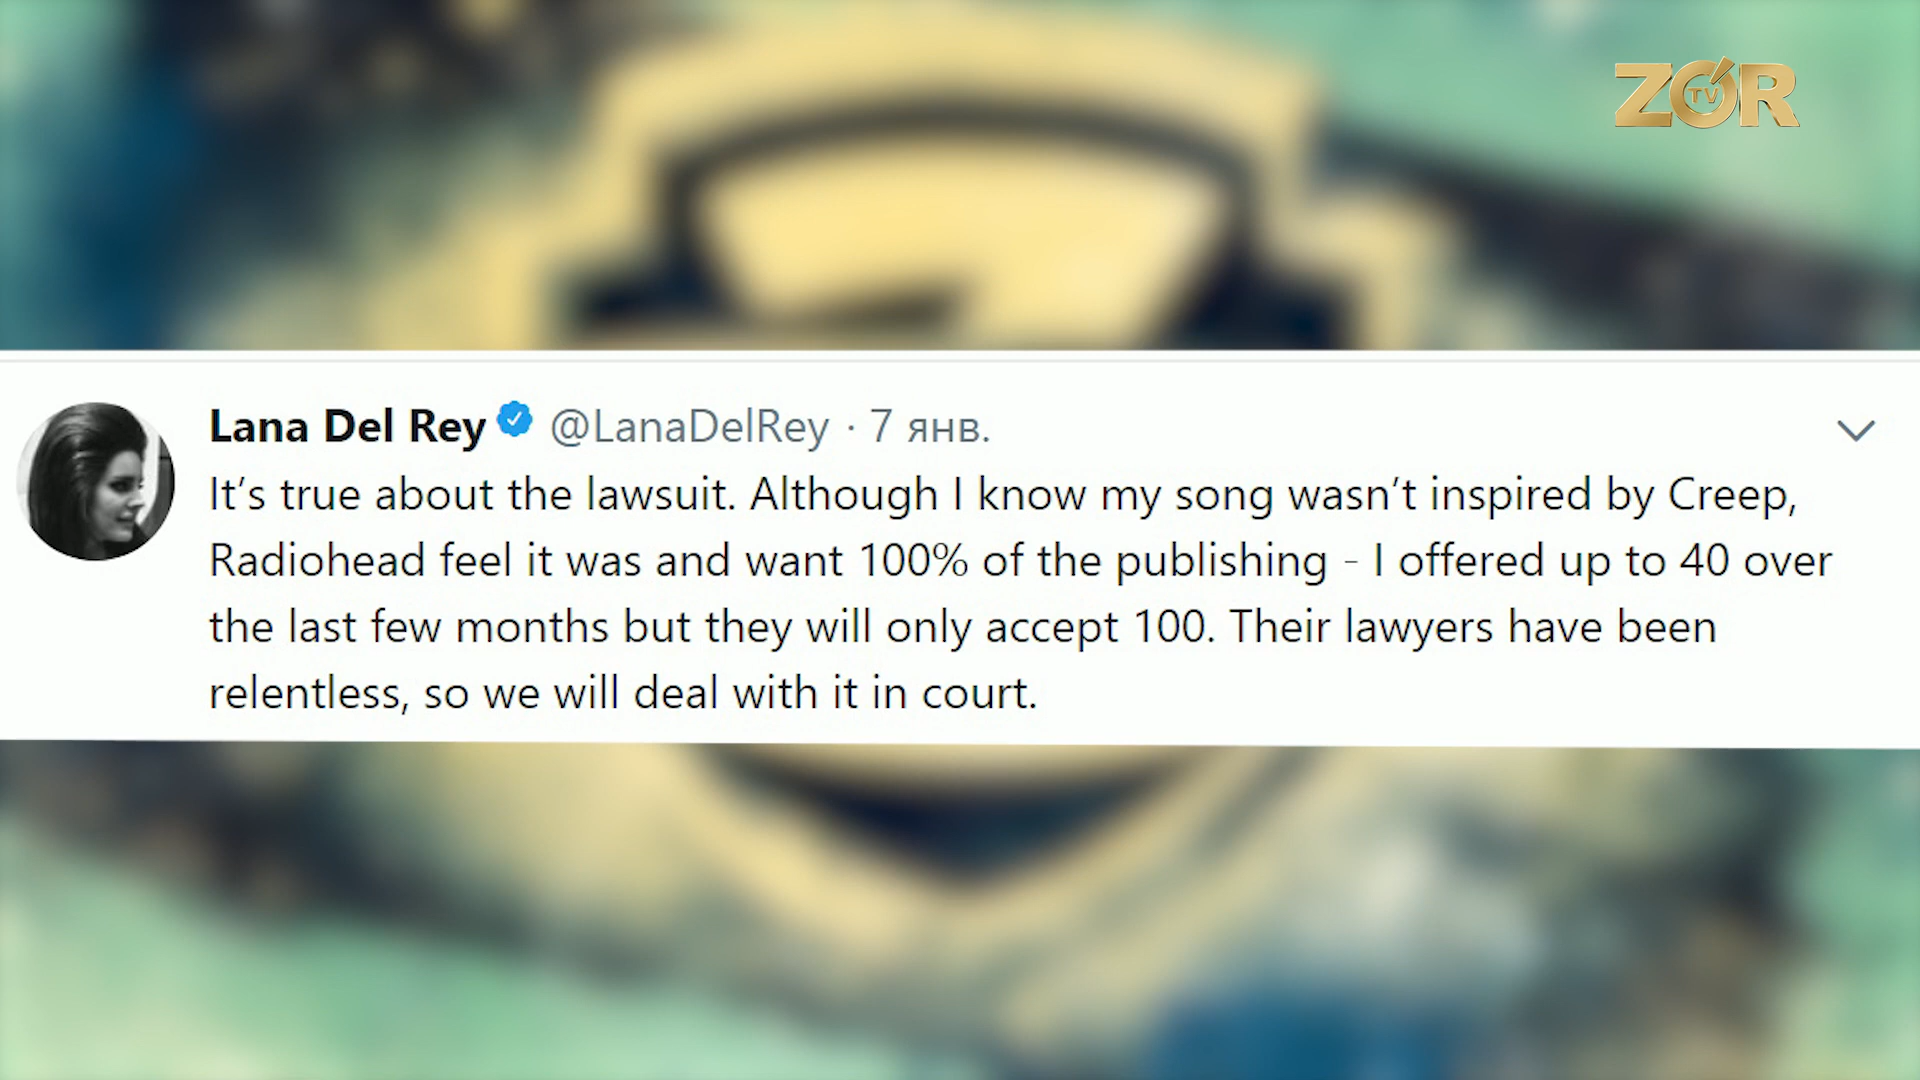 ZO'R
TV
Lana Del Rey @LanaDelRey · 7 янв.
It’s true about the lawsuit. Although I know my song wasn’t inspired by Creep,
Radiohead feel it was and want 100% of the publishing - I offered up to 40 over
the last few months but they will only accept 100. Their lawyers have been
relentless, so we will deal with it in court.